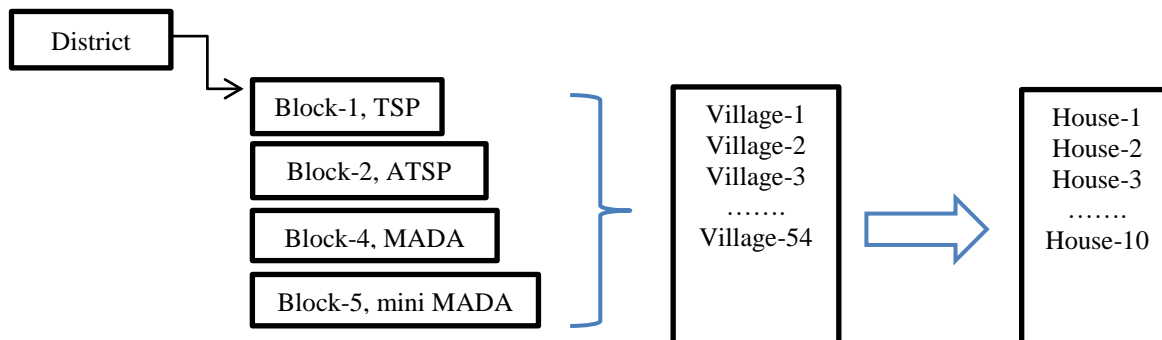 District
Block-1, TSP
Block-2, ATSP
Block-4, MADA
Block-5, mini MADA
Village-1
Village-2
Village-3
…….
Village-54
House-1
House-2
House-3
…….
House-10